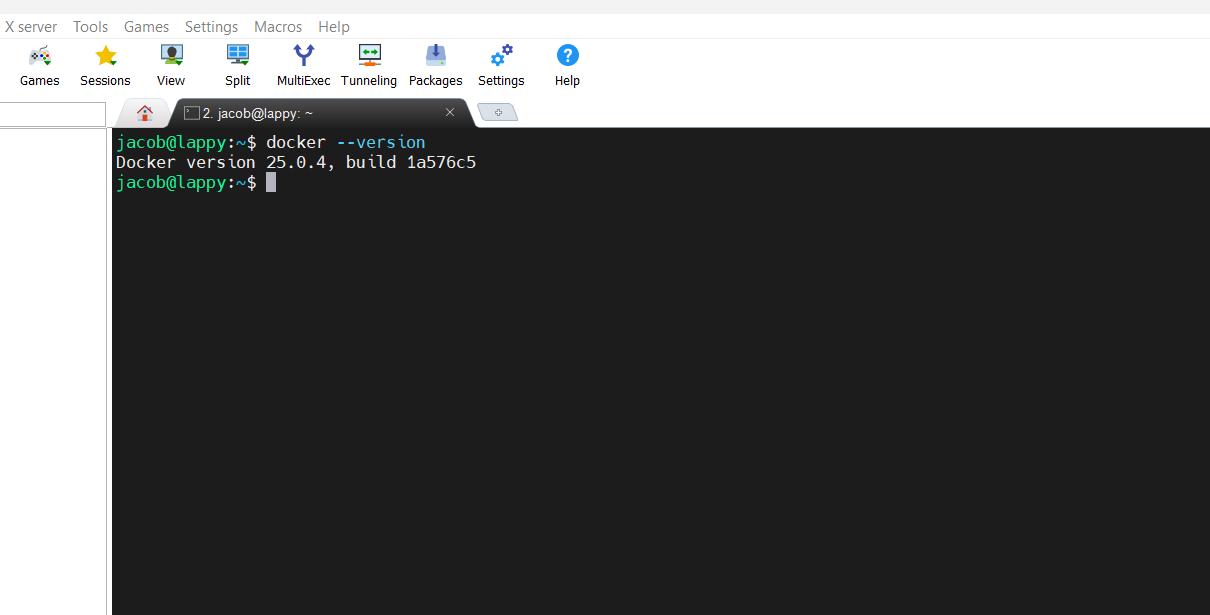 X server Tools Games Settings Macros Help
Games Sessions View Split MultiExec Tunneling Packages Settings Help
2. jacob@lappy: ~
jacob@lappy:~$ docker --version
Docker version 25.0.4, build 1a576c5
jacob@lappy:~$